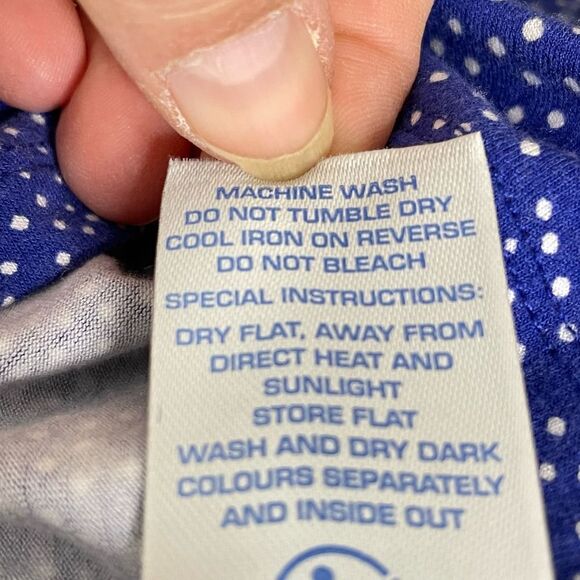 MACHINE WASH
DO NOT TUMBLE DRY
COOL IRON ON REVERSE
DO NOT BLEACH
SPECIAL INSTRUCTIONS:
DRY FLAT, AWAY FROM
DIRECT HEAT AND
SUNLIGHT
STORE FLAT
WASH AND DRY DARK
COLOURS SEPARATELY
AND INSIDE OUT